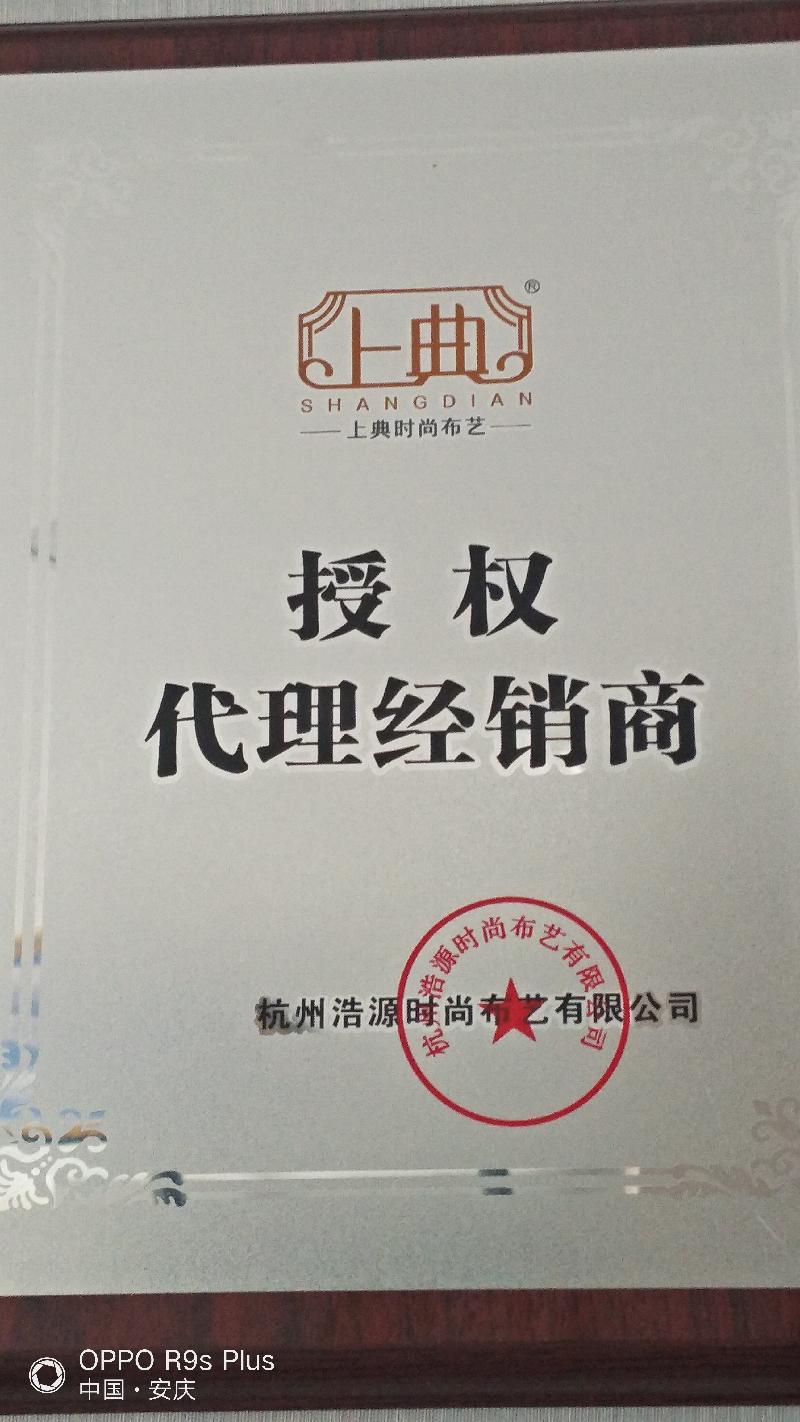 上典®
SHANGDIAN
上典时尚布艺
授权
代理经销商
杭州浩源时尚布艺有限公司
杭州浩源时尚布艺有限公司
OPPO R9s Plus
中国·安庆